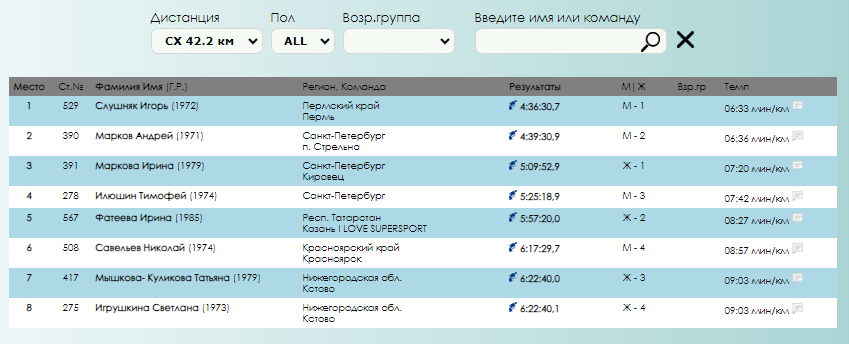 Дистанция Пол Возр.группа Введите имя или команду
СХ 42.2 км ALL
Место Ст.№ Фамилия Имя (Г.Р.) Регион, Команда Результаты М|Ж Взр.гр Темп
1 529 Слушняк Игорь (1972) Пермский край 4:36:30,7 М - 1 06:33 мин/км
Пермь
2 390 Марков Андрей (1971) Санкт-Петербург 4:39:30,9 М - 2 06:36 мин/км
п. Стрельна
3 391 Маркова Ирина (1979) Санкт-Петербург 5:09:52,9 Ж - 1 07:20 мин/км
Кировец
4 278 Илюшин Тимофей (1974) Санкт-Петербург 5:25:18,9 М - 3 07:42 мин/км
5 567 Фатеева Ирина (1985) Респ. Татарстан 5:57:20,0 Ж - 2 08:27 мин/км
Казань I LOVE SUPERSPORT
6 508 Савельев Николай (1974) Красноярский край 6:17:29,7 М - 4 08:57 мин/км
Красноярск
7 417 Мышкова- Куликова Татьяна (1979) Нижегородская обл. 6:22:40,0 Ж - 3 09:03 мин/км
Кстово
8 275 Игрушкина Светлана (1973) Нижегородская обл. 6:22:40,1 Ж - 4 09:03 мин/км
Кстово